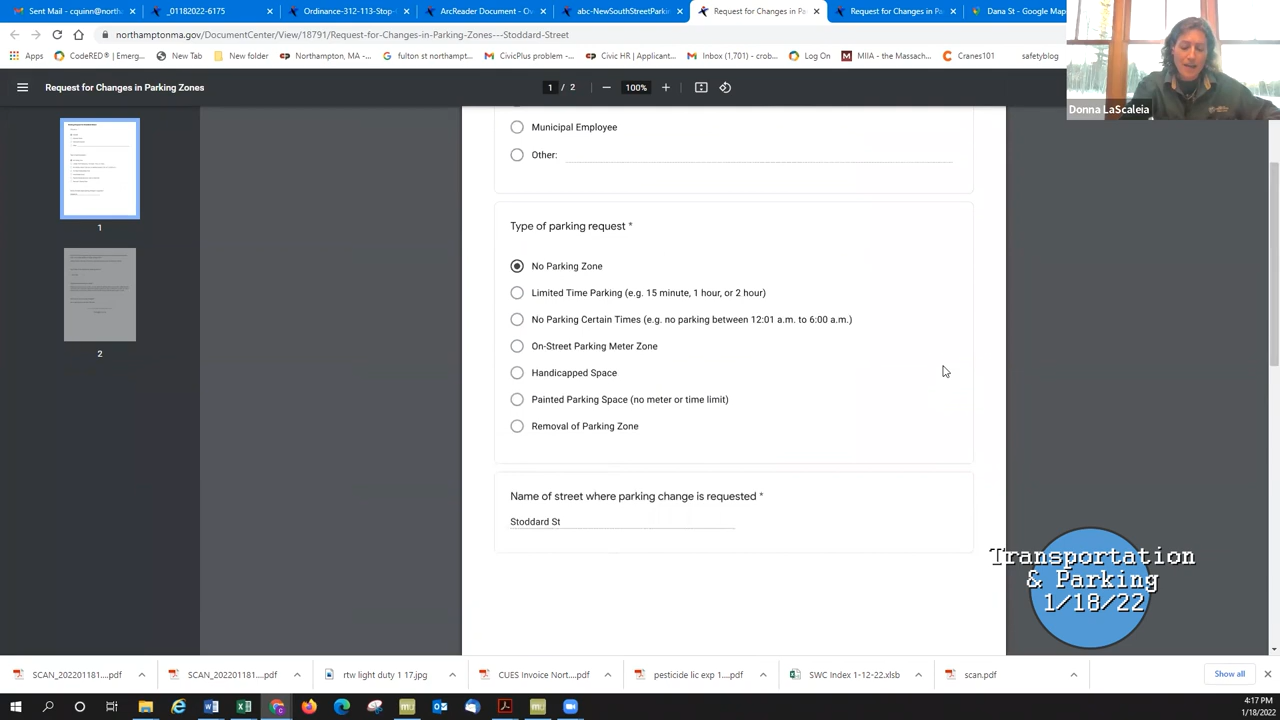 Sent Mail - cquinn@north
_01182022-6175
Ordinance-312-113-Stop-
ArcReader Document - Ov
abc-NewSouthStreetParkin
Request for Changes in Pa
Request for Changes in Pa
Dana St - Google Map
northamptonma.gov/DocumentCenter/View/18791/Request-for-Changes-in-Parking-Zones---Stoddard-Street
Apps
CodeRED® | Emerg...
New Tab
New folder
Northampton, MA -...
fulton st northampt...
CivicPlus problem -...
Civic HR | Applicant...
Inbox (1,701) - crob...
Log On
MIIA – the Massach...
Cranes101
safetyblog
Request for Changes in Parking Zones
1 / 2
100%
Donna LaScaleia
Municipal Employee
Other:
Type of parking request *
No Parking Zone
Limited Time Parking (e.g. 15 minute, 1 hour, or 2 hour)
No Parking Certain Times (e.g. no parking between 12:01 a.m. to 6:00 a.m.)
On-Street Parking Meter Zone
Handicapped Space
Painted Parking Space (no meter or time limit)
Removal of Parking Zone
Name of street where parking change is requested *
Stoddard St
1
2
Transportation
& Parking
1/18/22
SCAN_202201181....pdf
SCAN_202201181....pdf
rtw light duty 1 17.jpg
CUES Invoice Nort....pdf
pesticide lic exp 1....pdf
SWC Index 1-12-22.xlsb
scan.pdf
Show all
4:17 PM
1/18/2022